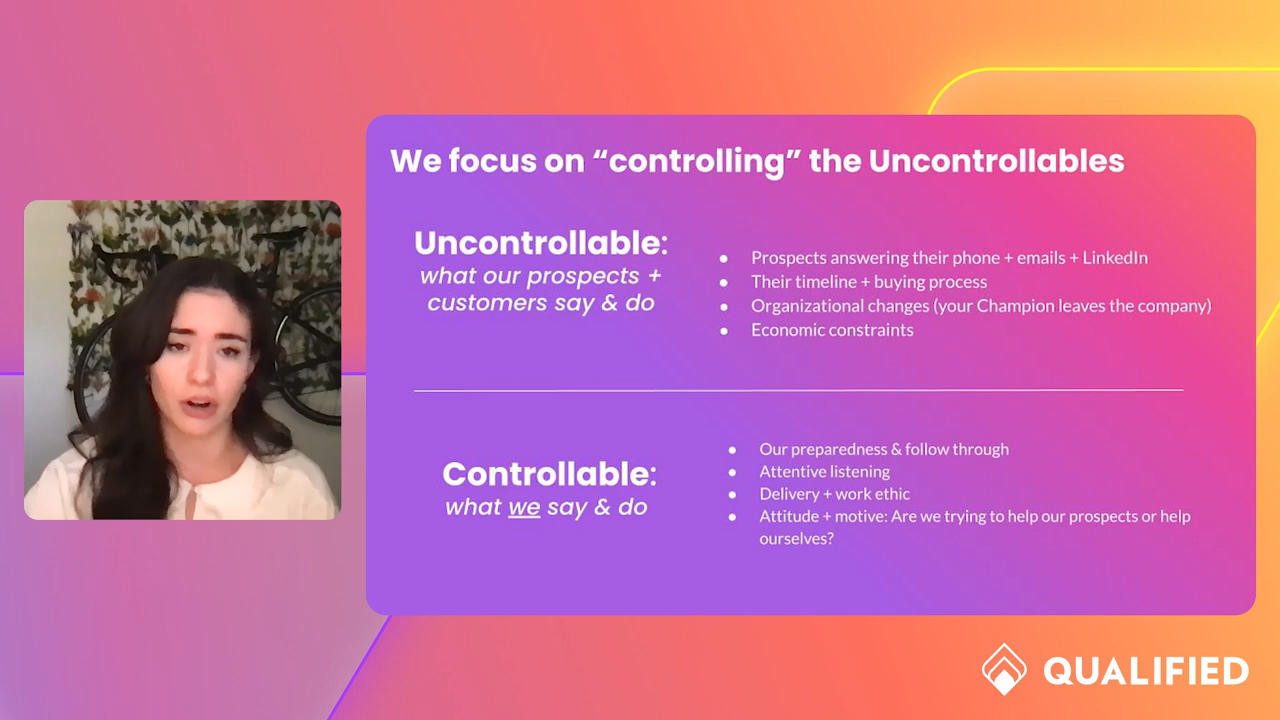 We focus on “controlling” the Uncontrollables
Uncontrollable:
what our prospects +
customers say & do
● Prospects answering their phone + emails + LinkedIn
● Their timeline + buying process
● Organizational changes (your Champion leaves the company)
● Economic constraints
Controllable:
what we say & do
● Our preparedness & follow through
● Attentive listening
● Delivery + work ethic
● Attitude + motive: Are we trying to help our prospects or help
ourselves?
QUALIFIED